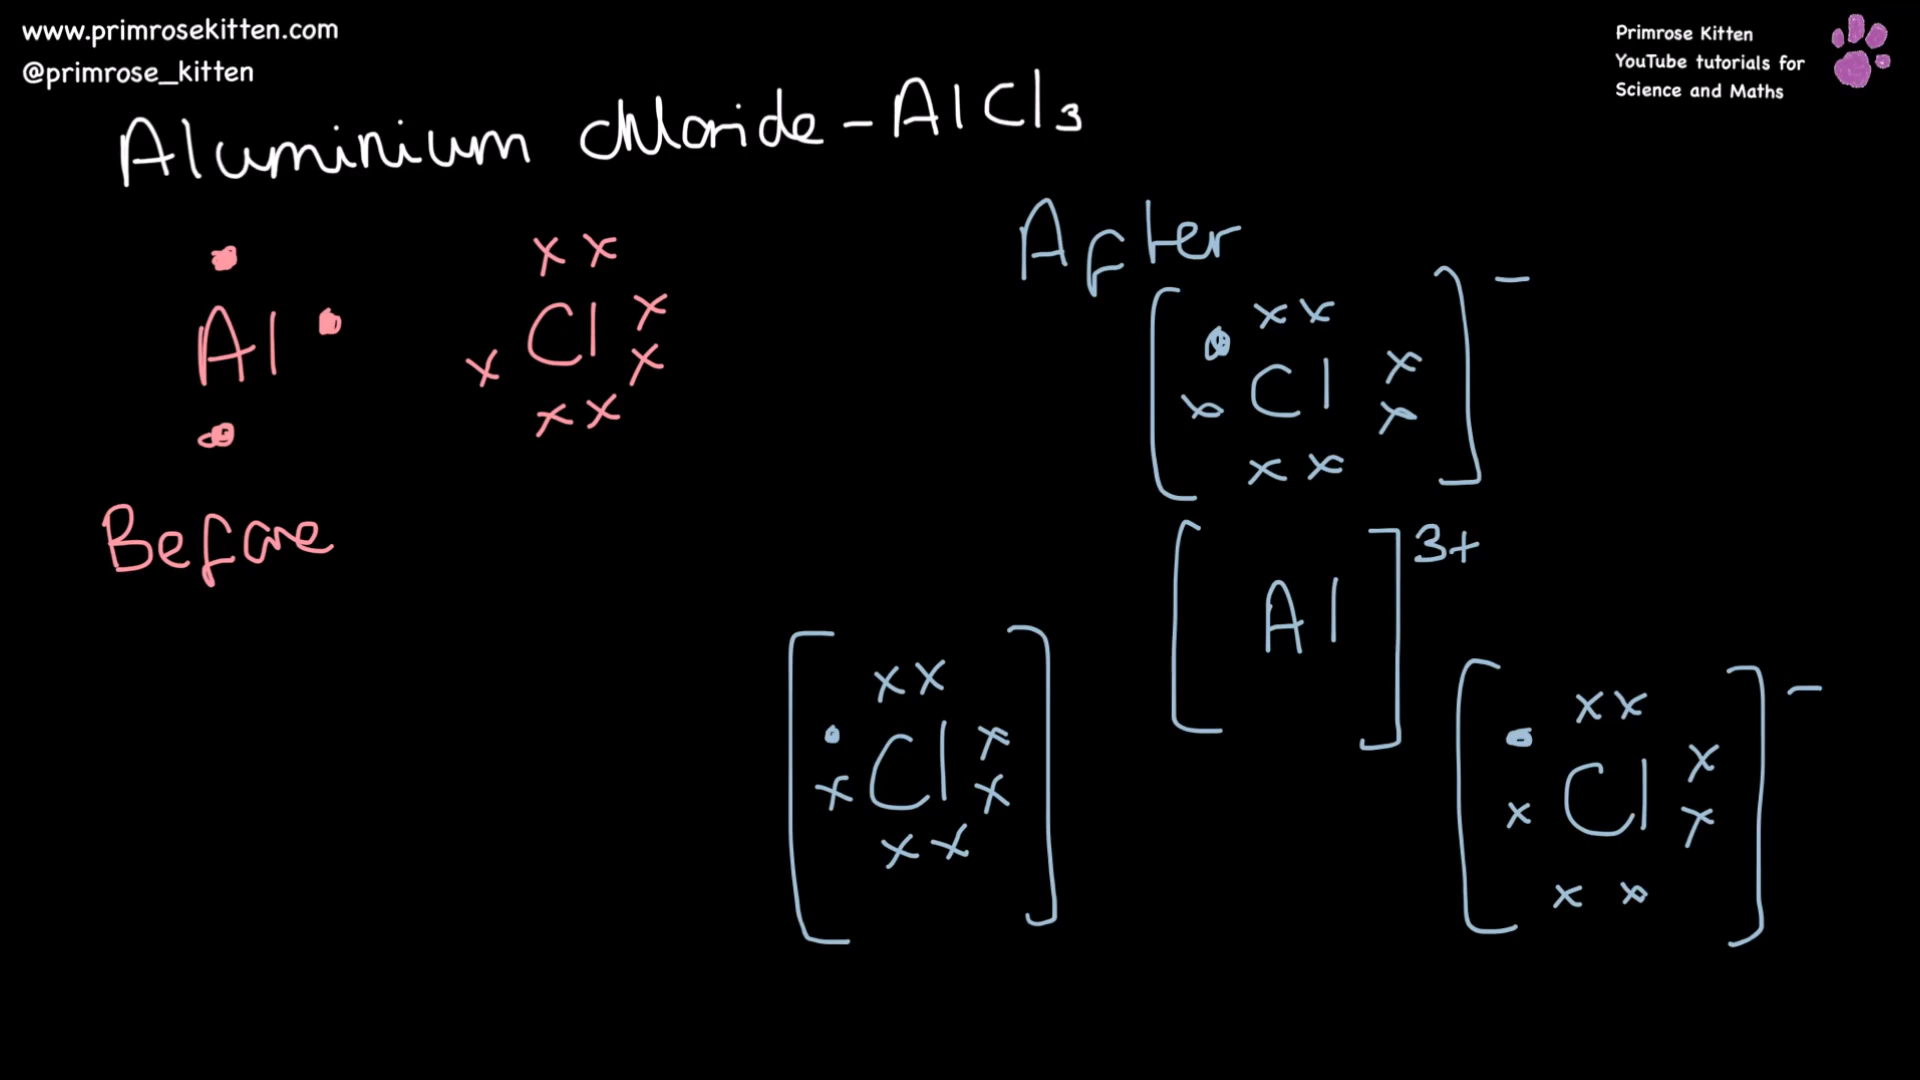 www.primrosekitten.com
@primrose_kitten
Primrose Kitten
YouTube tutorials for
Science and Maths
Aluminium chloride - AlCl₃
After
x x
Al • x Cl x x
x x
Before
[ x x • x Cl x x x x ]⁻
[ Al ]³⁺
[ x x • x Cl x x x x ]
[ x x • x Cl x x x x ]⁻